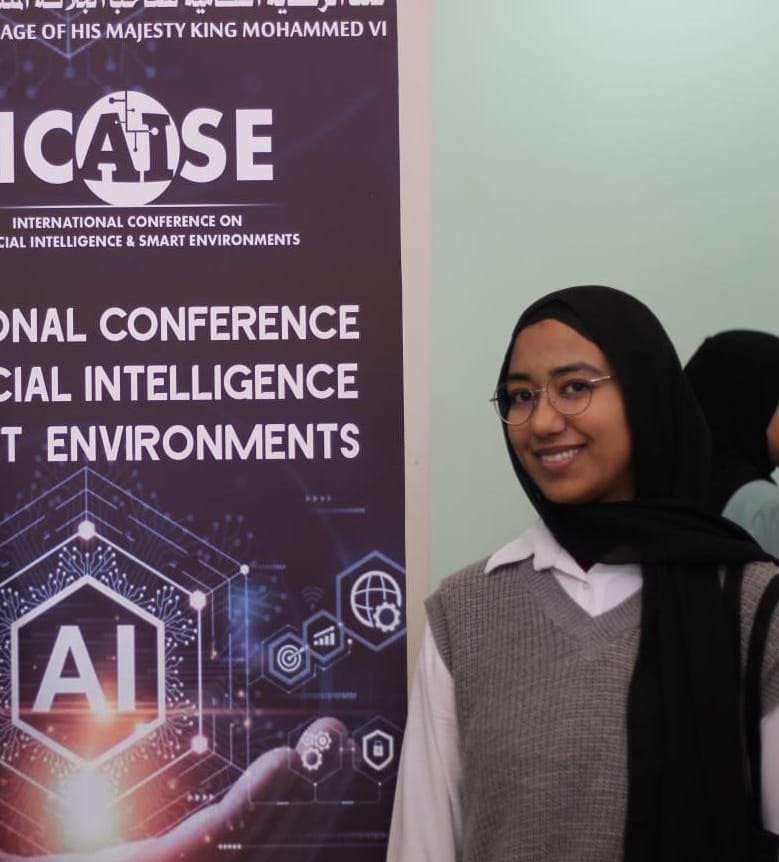 AGE OF HIS MAJESTY KING MOHAMMED VI
ICAISE
INTERNATIONAL CONFERENCE ON
CIAL INTELLIGENCE & SMART ENVIRONMENTS
ONAL CONFERENCE
CIAL INTELLIGENCE
T ENVIRONMENTS
AI